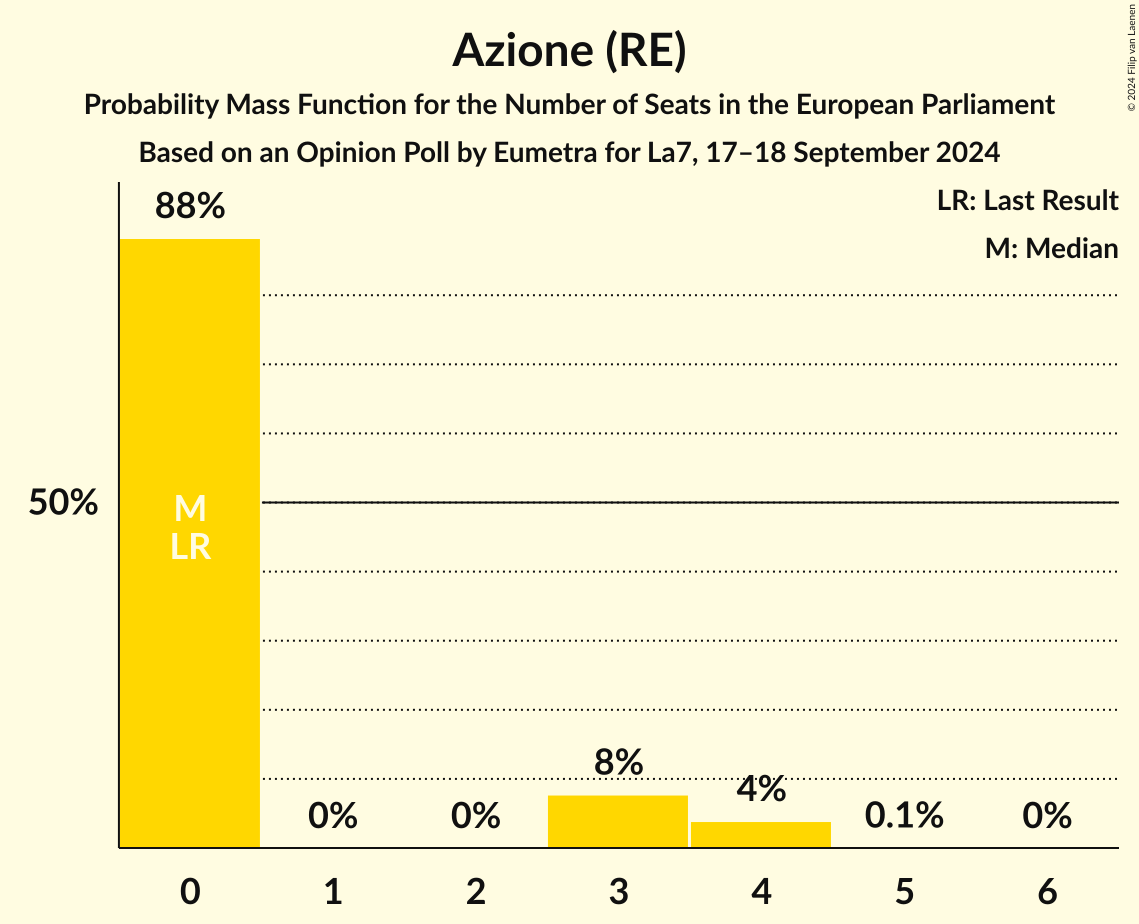 Azione (RE)
Probability Mass Function for the Number of Seats in the European Parliament
Based on an Opinion Poll by Eumetra for La7, 17–18 September 2024
© 2024 Filip van Laenen
LR: Last Result
M: Median
88%
50%
M
LR
8%
4%
0%
0%
0.1%
0%
0
1
2
3
4
5
6